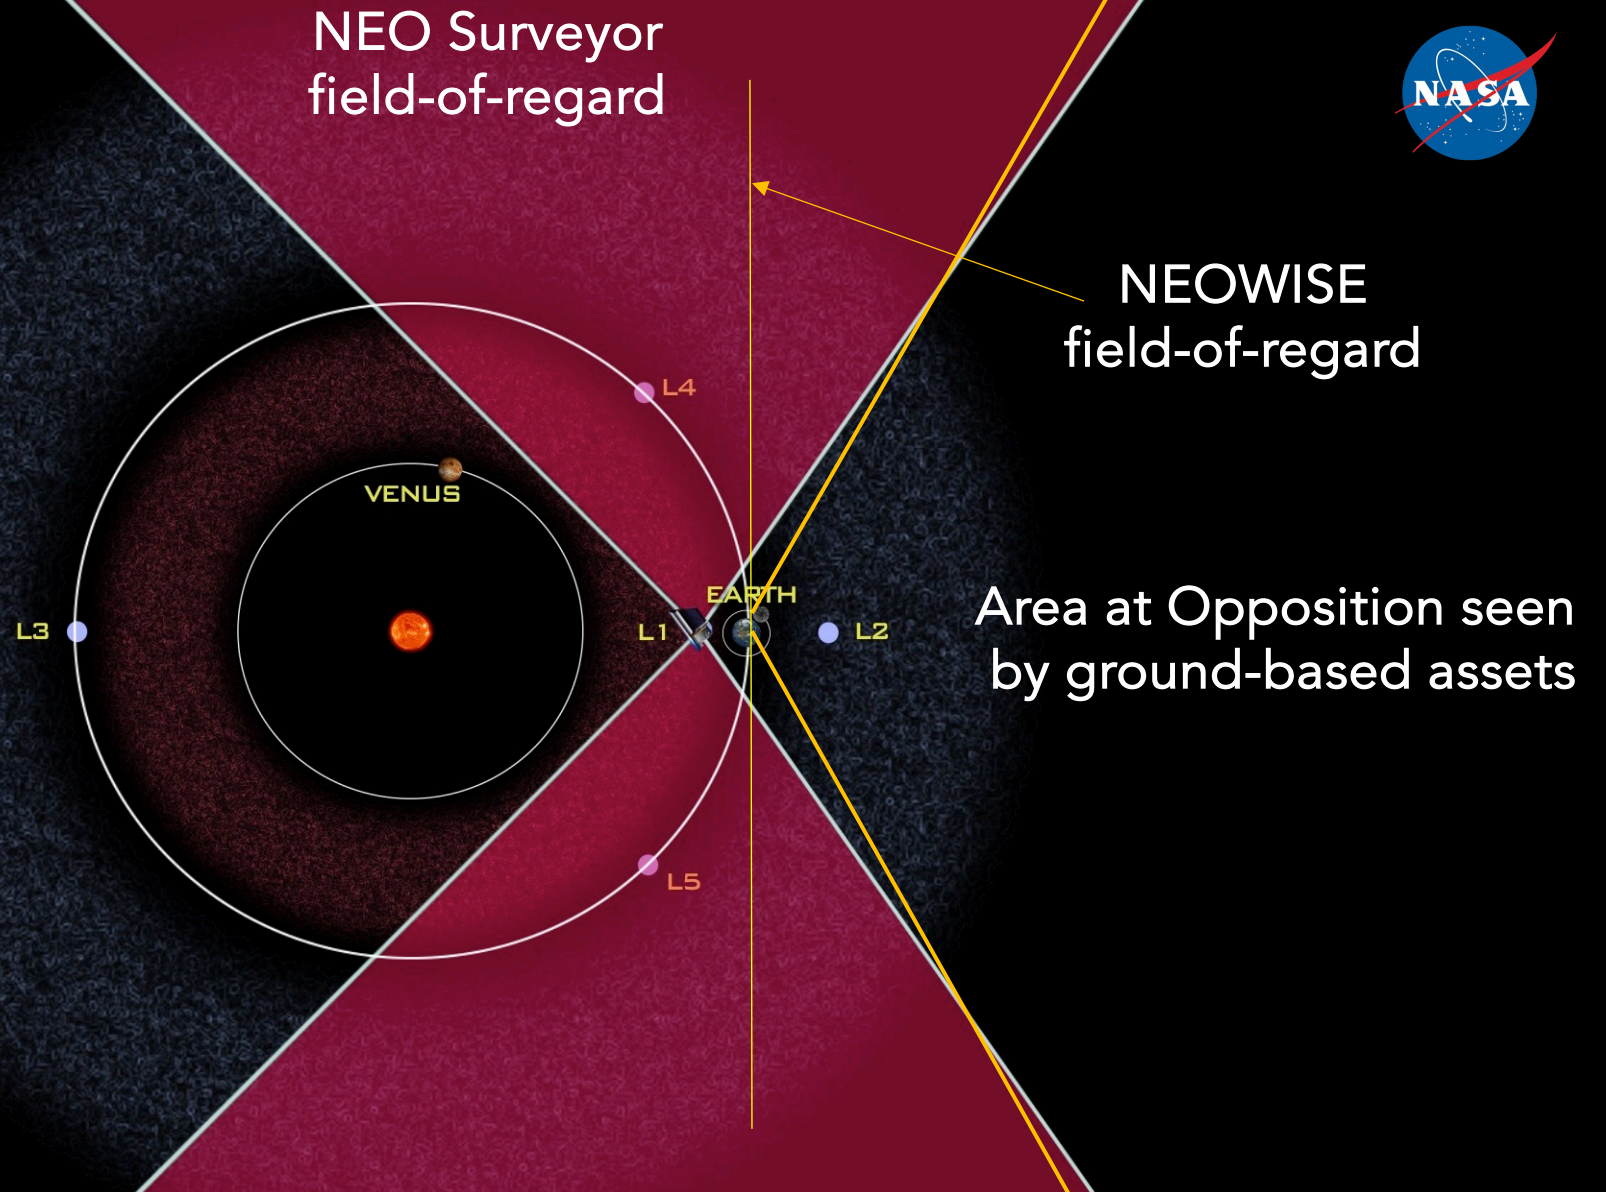 NEO Surveyor
field-of-regard
NASA
NEOWISE
field-of-regard
L4
VENUS
EARTH
L3
L1
L2
Area at Opposition seen
by ground-based assets
L5